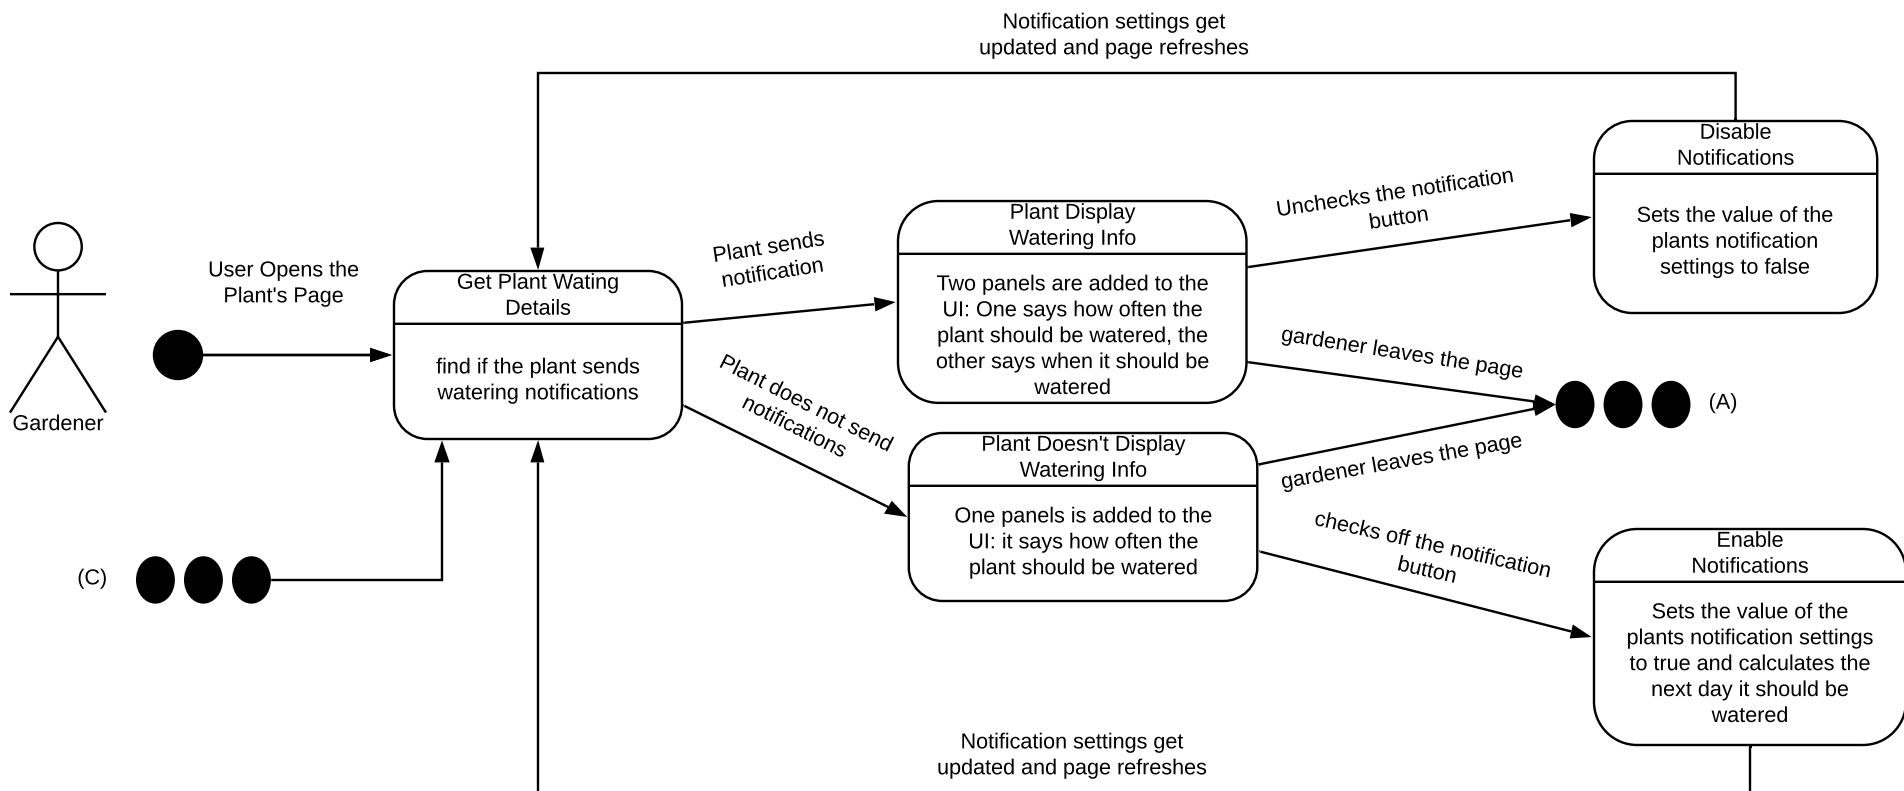 Notification settings get
updated and page refreshes
Disable
Notifications
Sets the value of the
plants notification
settings to false
Unchecks the notification
button
Plant Display
Watering Info
Two panels are added to the
UI: One says how often the
plant should be watered, the
other says when it should be
watered
Plant sends
notification
User Opens the
Plant's Page
Get Plant Wating
Details
find if the plant sends
watering notifications
Gardener
gardener leaves the page
(A)
Plant does not send
notifications
Plant Doesn't Display
Watering Info
One panels is added to the
UI: it says how often the
plant should be watered
gardener leaves the page
checks off the notification
button
Enable
Notifications
Sets the value of the
plants notification settings
to true and calculates the
next day it should be
watered
(C)
Notification settings get
updated and page refreshes